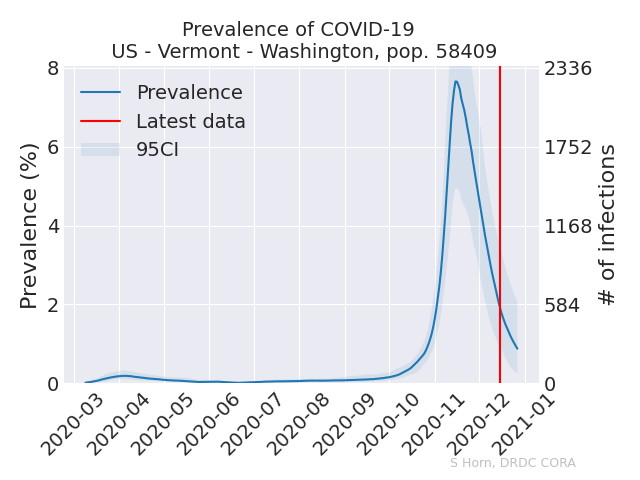 Prevalence of COVID-19
US - Vermont - Washington, pop. 58409
8
6
4
2
0
Prevalence (%)
Prevalence
Latest data
95CI
2336
1752
1168
584
0
# of infections
2020-03
2020-04
2020-05
2020-06
2020-07
2020-08
2020-09
2020-10
2020-11
2020-12
2021-01
S Horn, DRDC CORA